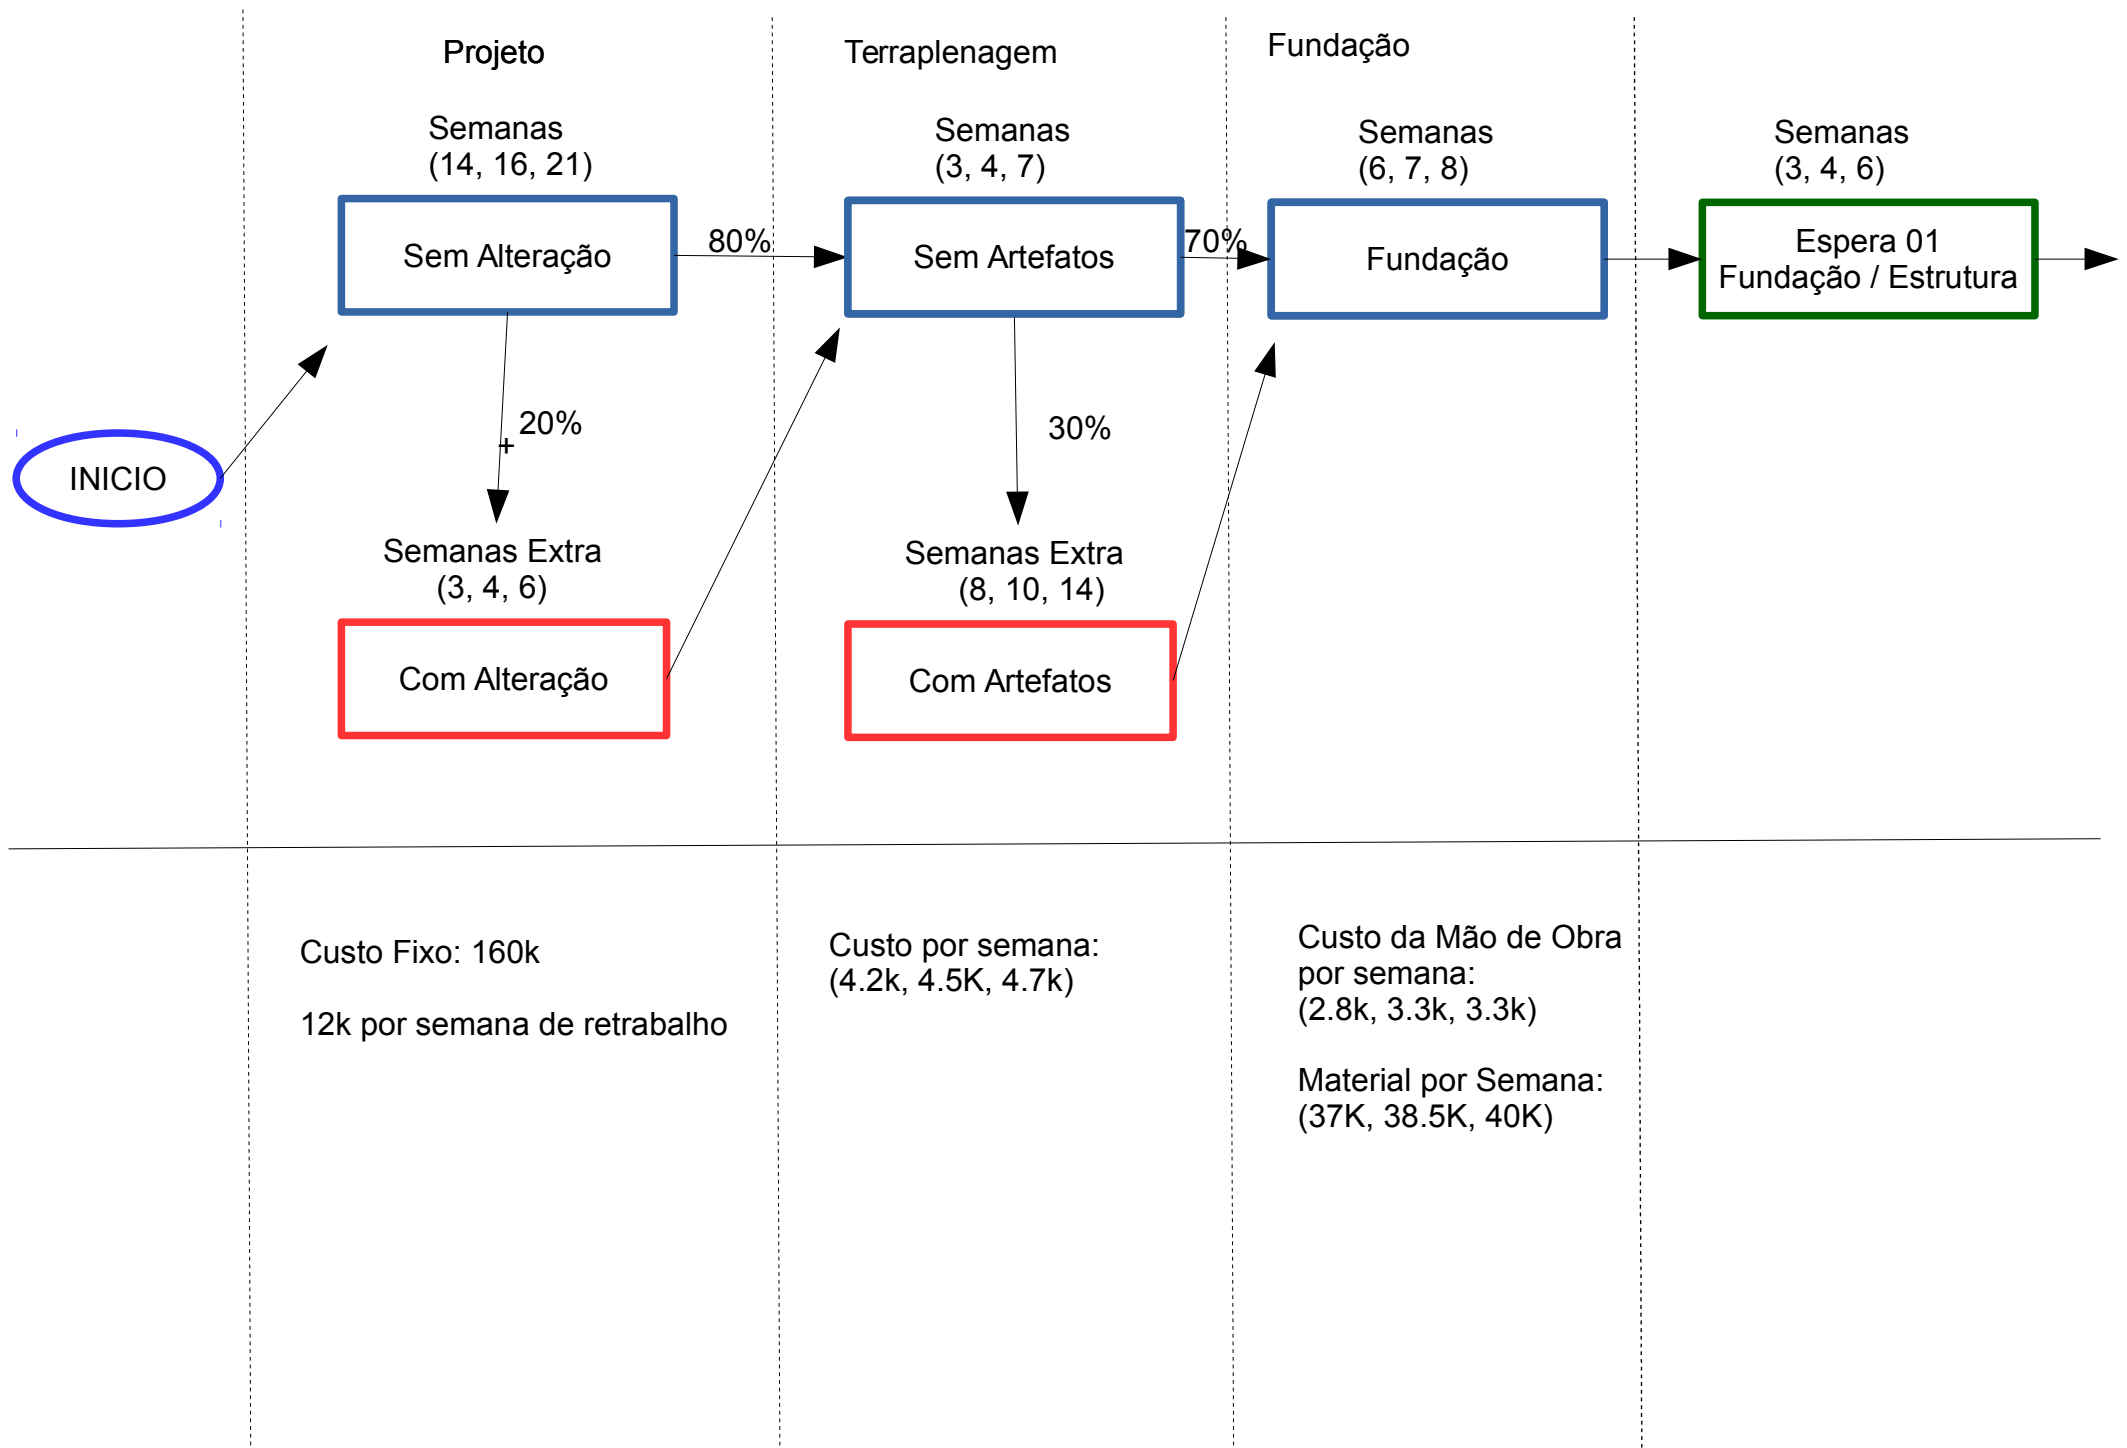 Projeto
Terraplenagem
Fundação
Semanas
(14, 16, 21)
Semanas
(3, 4, 7)
Semanas
(6, 7, 8)
Semanas
(3, 4, 6)
Sem Alteração
80%
Sem Artefatos
70%
Fundação
Espera 01
Fundação / Estrutura
20%
+
30%
INICIO
Semanas Extra
(3, 4, 6)
Semanas Extra
(8, 10, 14)
Com Alteração
Com Artefatos
Custo Fixo: 160k
12k por semana de retrabalho
Custo por semana:
(4.2k, 4.5K, 4.7k)
Custo da Mão de Obra
por semana:
(2.8k, 3.3k, 3.3k)
Material por Semana:
(37K, 38.5K, 40K)